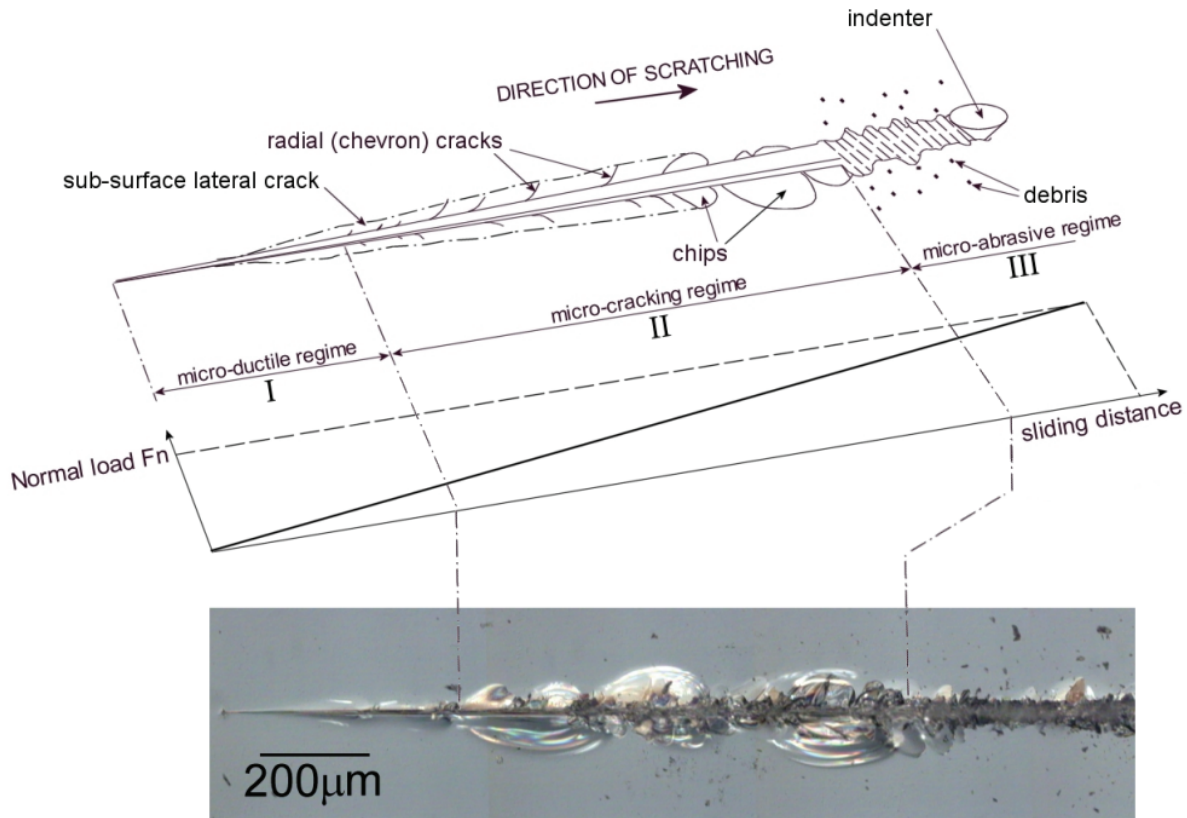 indenter
DIRECTION OF SCRATCHING
radial (chevron) cracks
sub-surface lateral crack
debris
chips
micro-abrasive regime
III
micro-cracking regime
II
micro-ductile regime
I
sliding distance
Normal load Fn
200μm